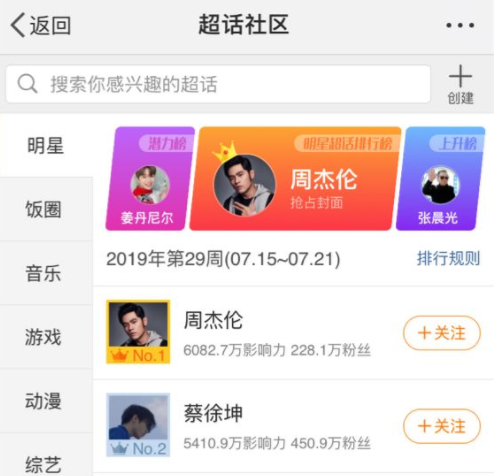 返回
超话社区
搜索你感兴趣的超话
创建
明星
饭圈
音乐
游戏
动漫
综艺
潜力榜
姜丹尼尔
明星超话排行榜
周杰伦
抢占封面
上升榜
张晨光
2019年第29周(07.15~07.21)
排行规则
No.1
周杰伦
6082.7万影响力 228.1万粉丝
+关注
No.2
蔡徐坤
5410.9万影响力 450.9万粉丝
+关注